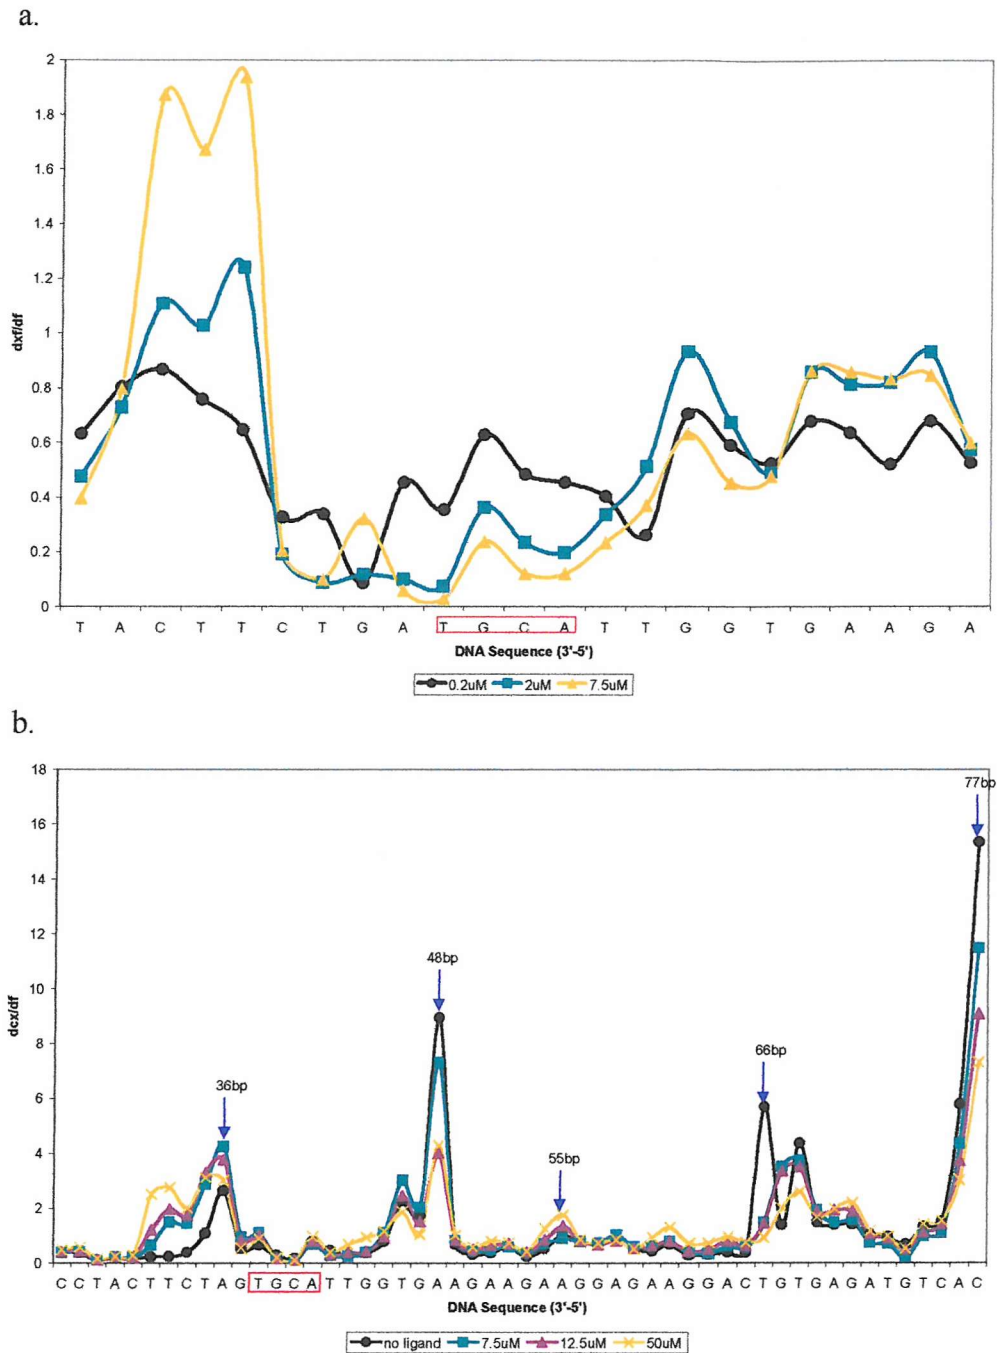 a.
2
1.8
1.6
1.4
1.2
1
0.8
0.6
0.4
0.2
0
dxf/df
T A C T T C T G A T G C A T T G G T G A A G A
DNA Sequence (3'-5')
0.2uM 2uM 7.5uM
b.
18
16
14
12
10
8
6
4
2
0
dcx/df
36bp
48bp
55bp
66bp
77bp
C C T A C T T C T A G T G C A T T G G T G A A G A A G A A G G A G A A G G A C T G T G A G A T G T C A C
DNA Sequence (3'-5')
no ligand 7.5uM 12.5uM 50uM